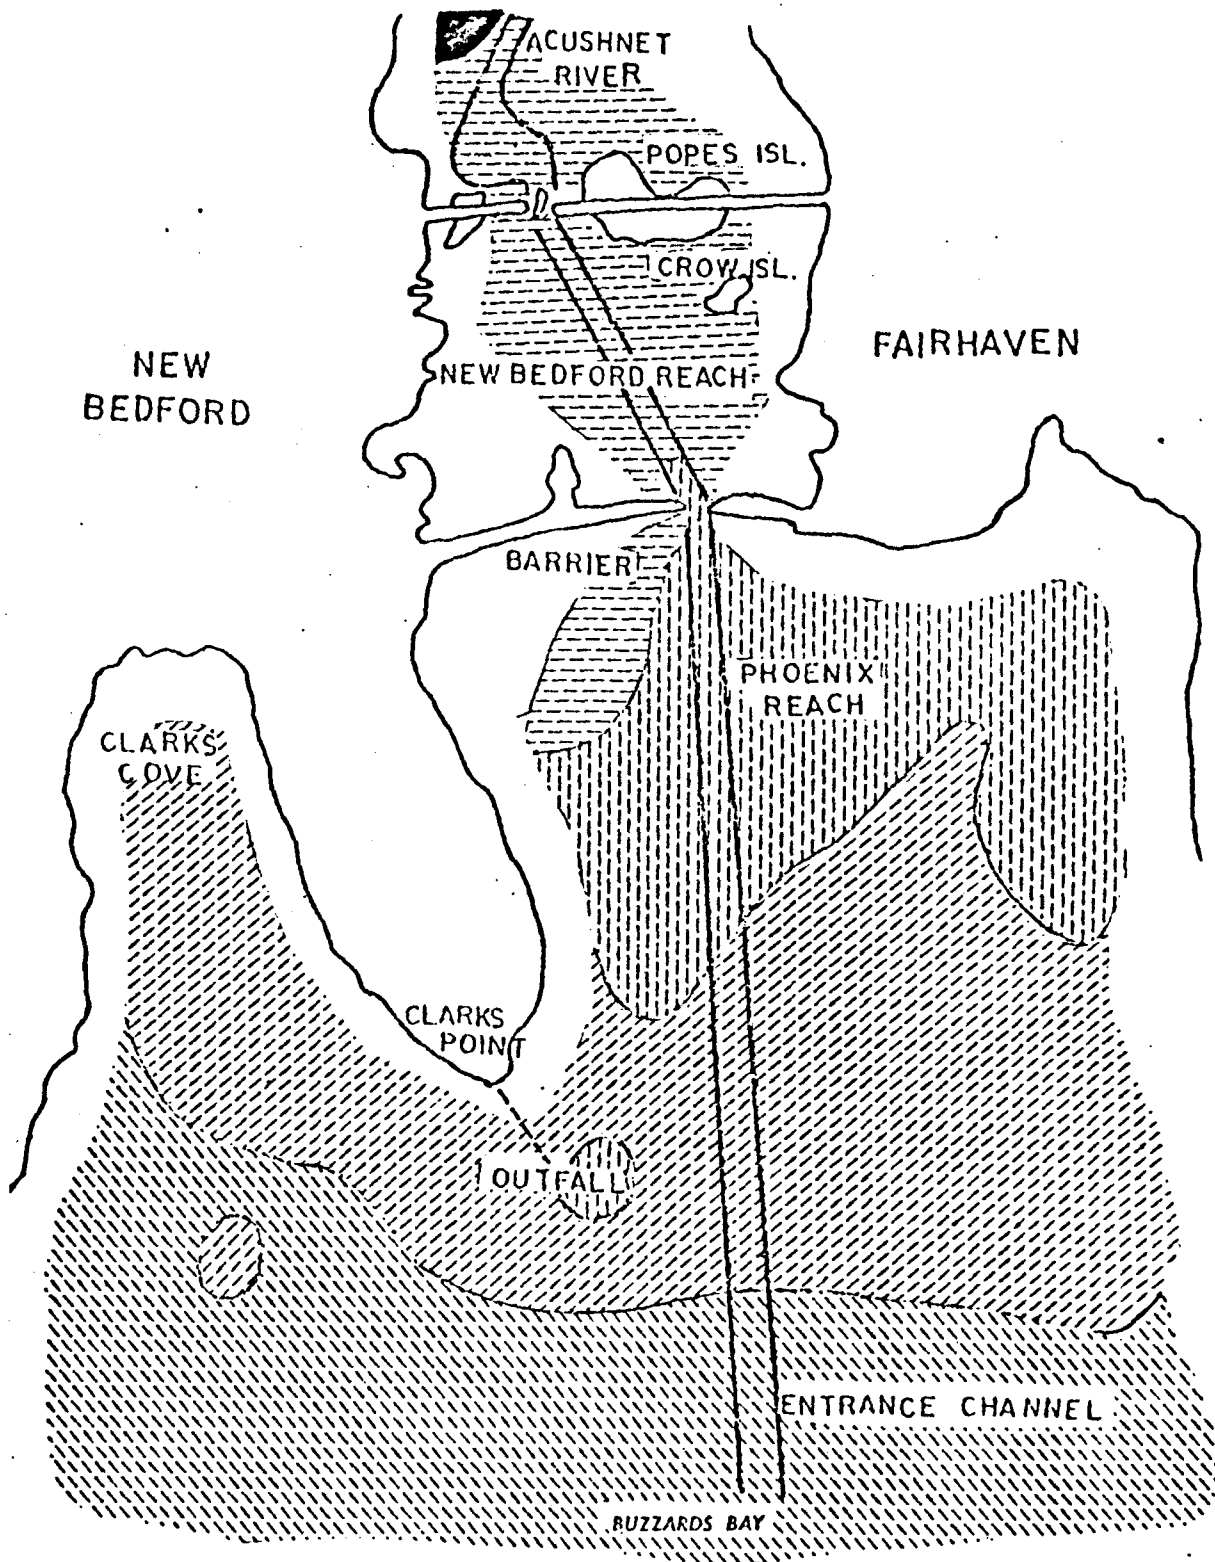 ACUSHNET
RIVER
POPES ISL.
CROW ISL.
FAIRHAVEN
NEW
BEDFORD
NEW BEDFORD REACH
BARRIER
PHOENIX
REACH
CLARKS
COVE
CLARKS
POINT
OUTFALL
ENTRANCE CHANNEL
BUZZARDS BAY